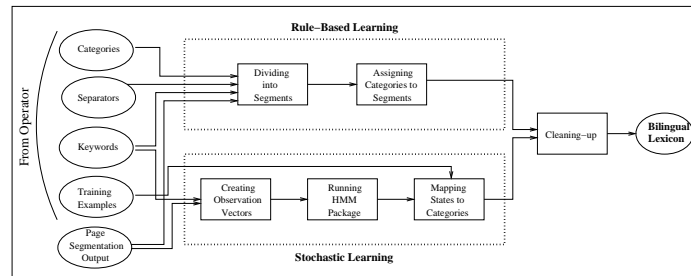 Rule-Based Learning
From Operator
Categories
Separators
Keywords
Training
Examples
Page
Segmentation
Output
Dividing
into
Segments
Assigning
Categories to
Segments
Creating
Observation
Vectors
Running
HMM
Package
Mapping
States to
Categories
Stochastic Learning
Cleaning-up
Bilingual
Lexicon